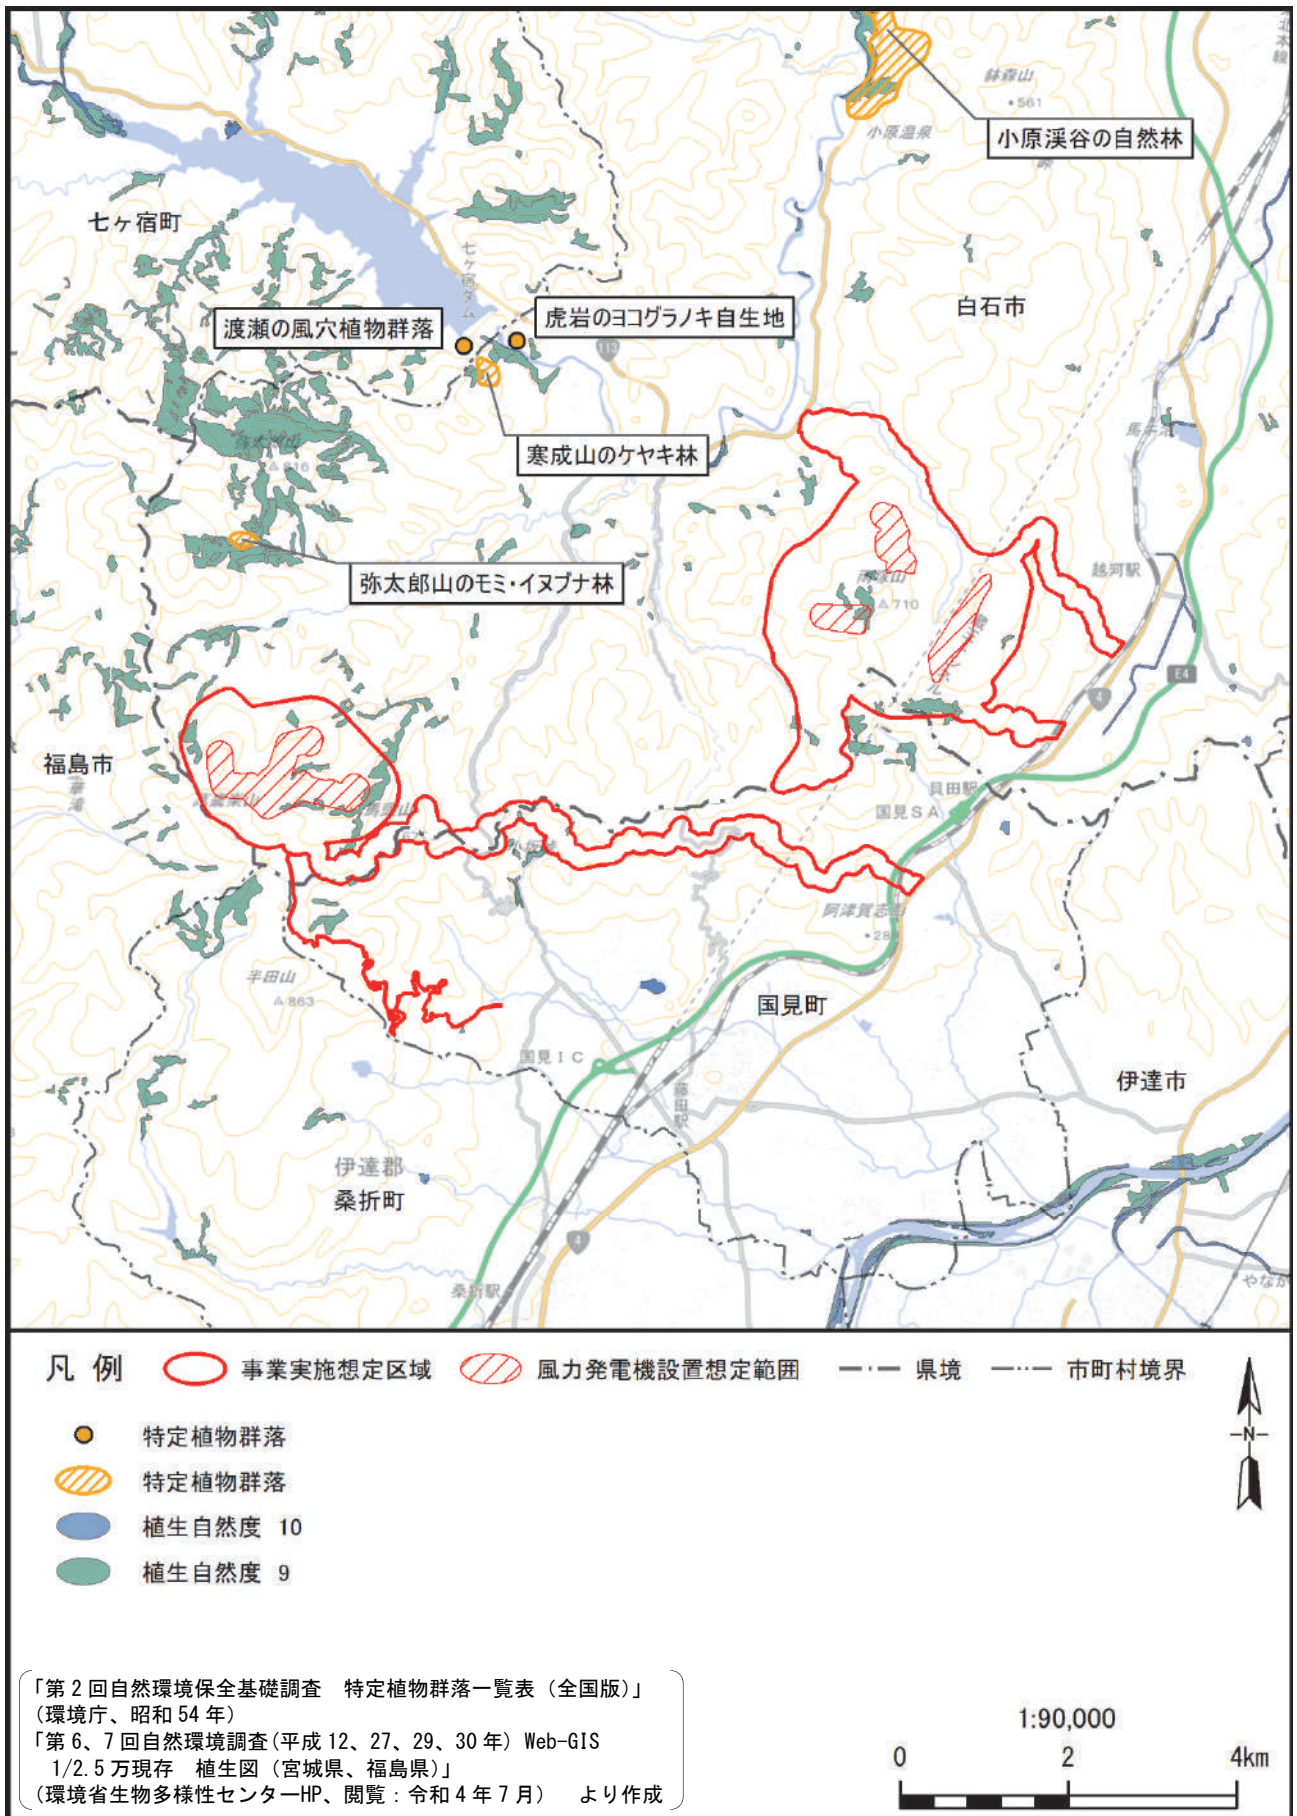 北本線
鉢森山
561
小原温泉
小原渓谷の自然林
七ヶ宿町
七ヶ宿ダム
白石市
渡瀬の風穴植物群落
虎岩のヨコグラノキ自生地
113
寒成山のケヤキ林
馬牛沼
816
弥太郎山のモミ・イヌブナ林
越河駅
雨塚山
710
E4
4
福島市
貝田駅
国見SA
阿津賀志山
289
半田山
863
国見町
国見IC
藤田駅
伊達市
伊達郡
桑折町
4
桑折駅
やなが
凡 例
事業実施想定区域
風力発電機設置想定範囲
県境
市町村境界
特定植物群落
特定植物群落
植生自然度 10
植生自然度 9
N
「第2回自然環境保全基礎調査 特定植物群落一覧表（全国版）」
（環境庁、昭和54年）
「第6、7回自然環境調査(平成12、27、29、30年) Web-GIS
1/2.5万現存 植生図（宮城県、福島県）」
（環境省生物多様性センターHP、閲覧：令和4年7月） より作成
1:90,000
0 2 4km